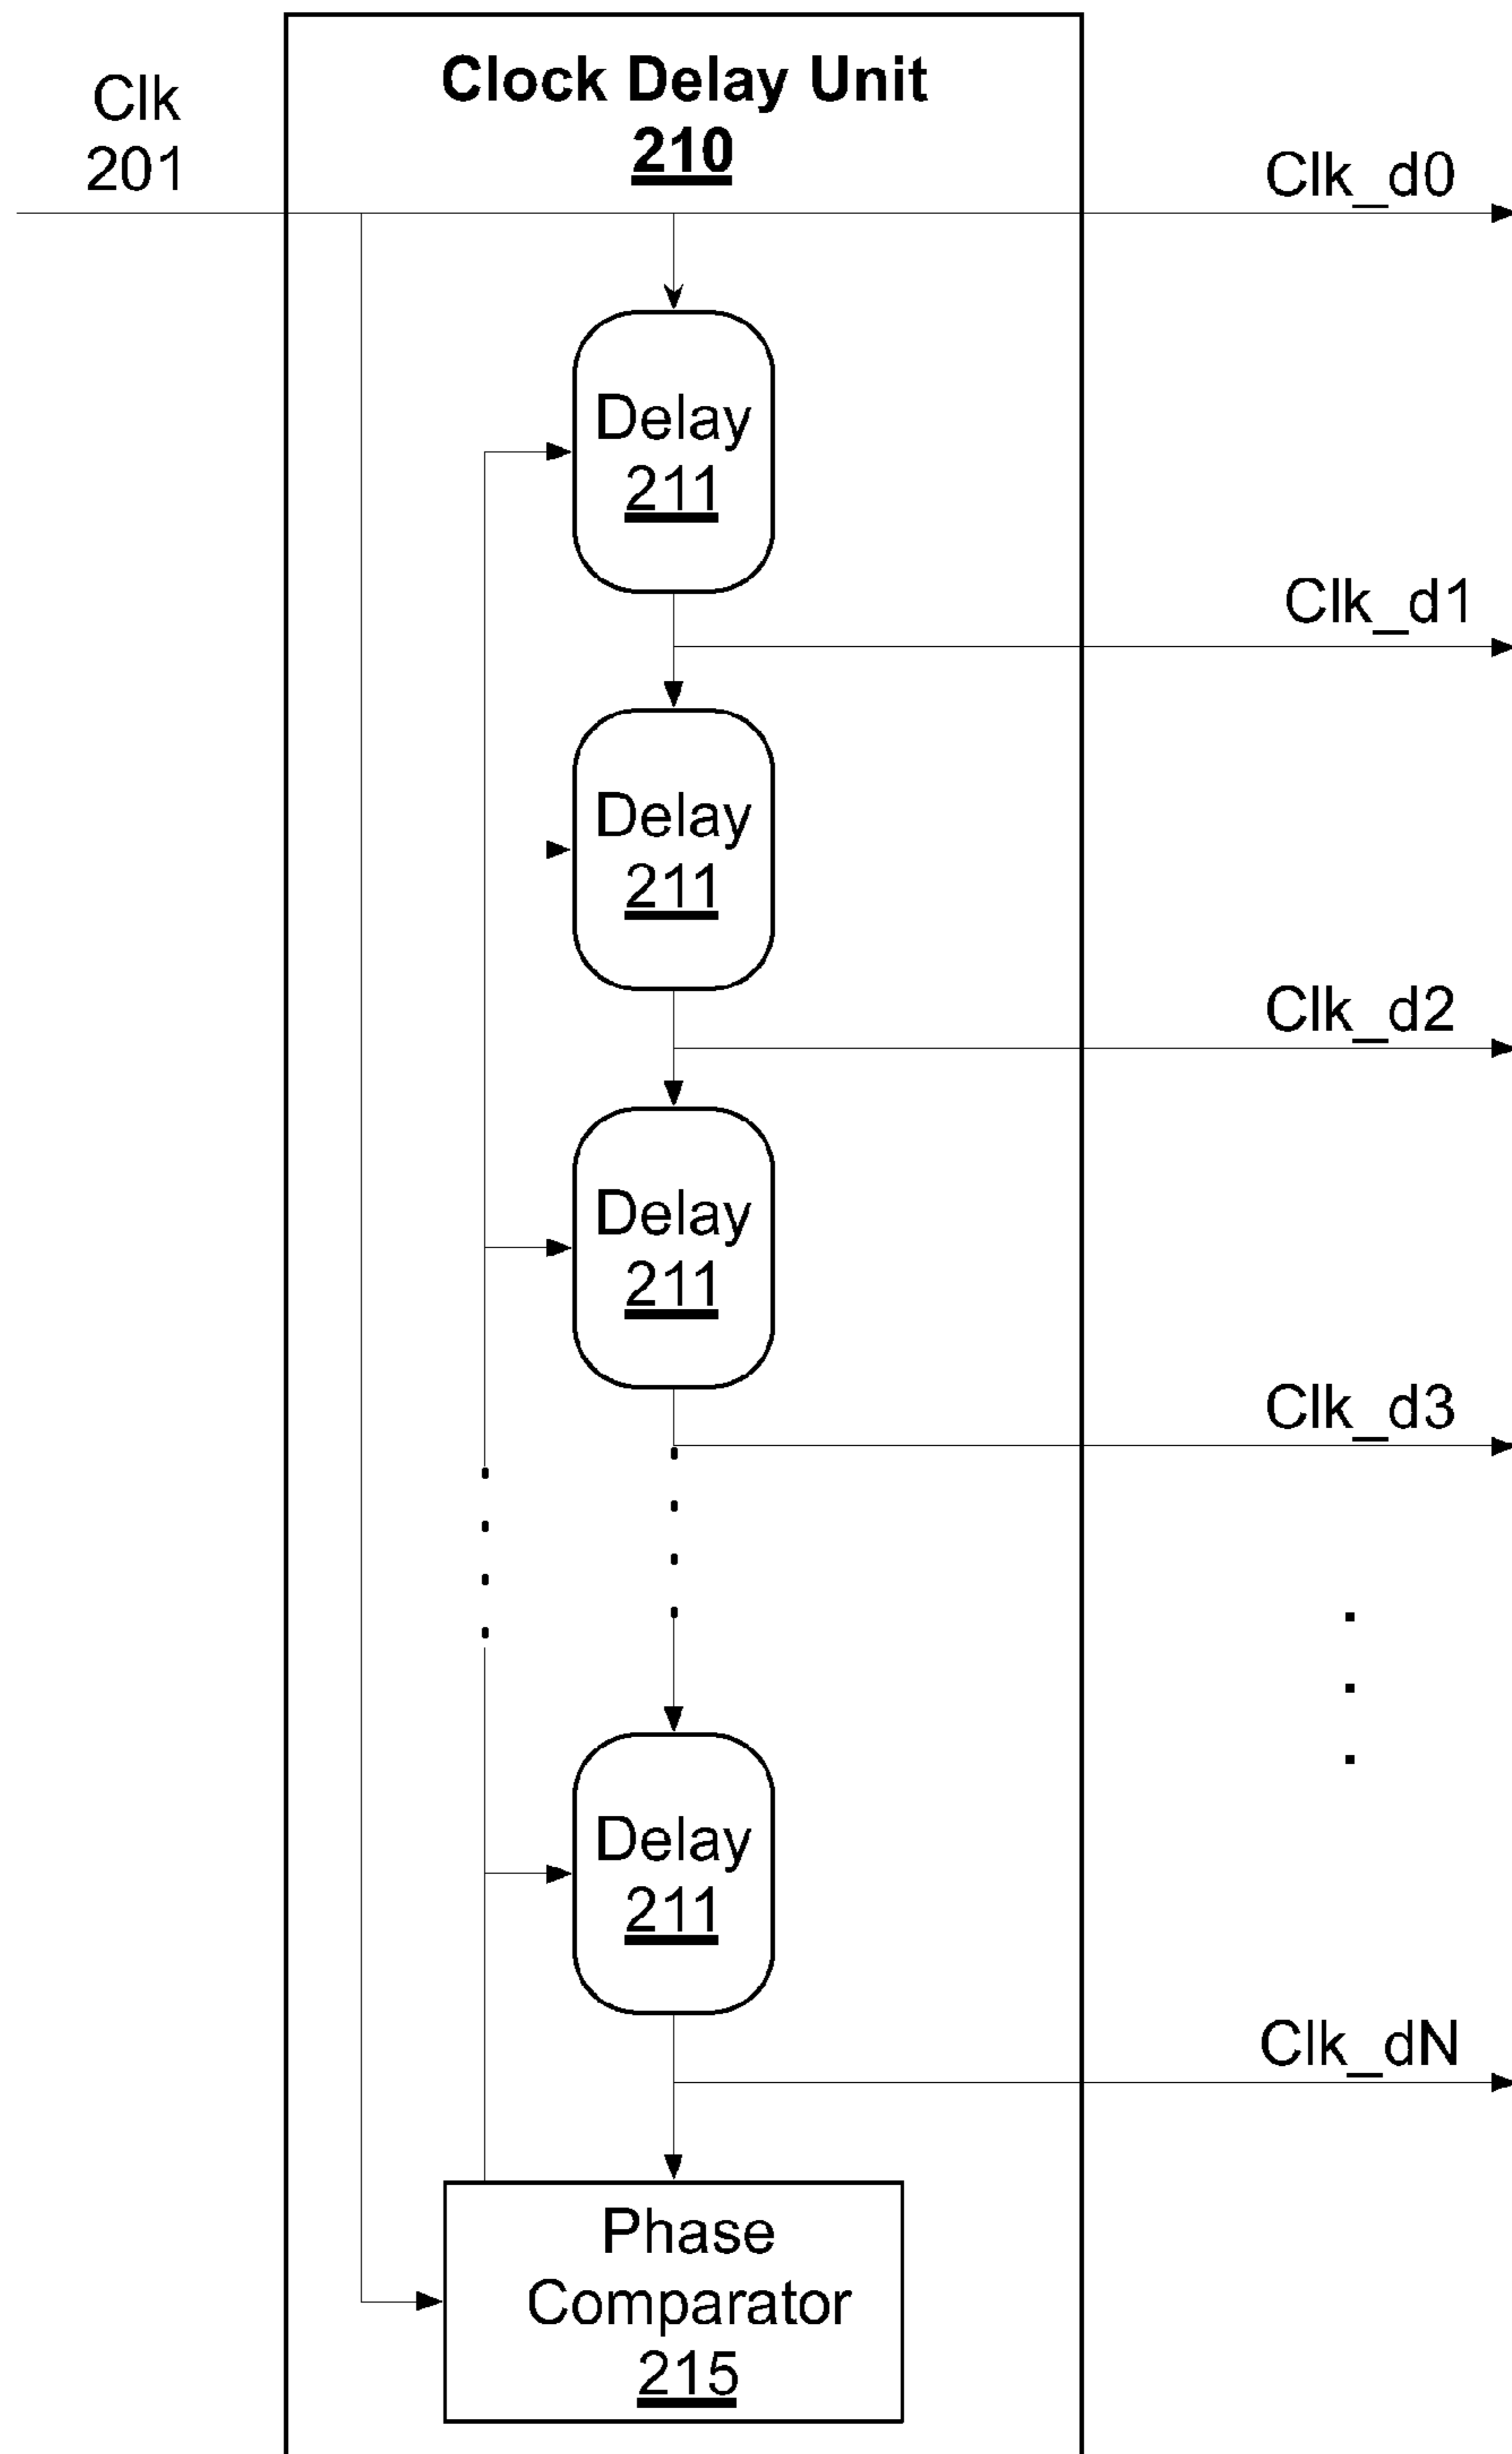 Clock Delay Unit
210
Clk
201
Clk_d0
Delay
211
Clk_d1
Delay
211
Clk_d2
Delay
211
Clk_d3
Delay
211
Clk_dN
Phase
Comparator
215